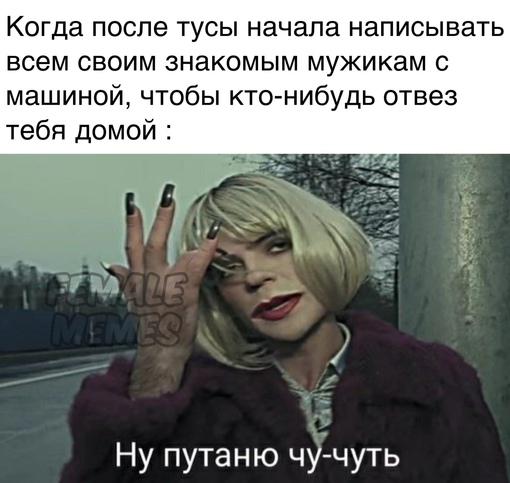 Когда после тусы начала написывать
всем своим знакомым мужикам с
машиной, чтобы кто-нибудь отвез
тебя домой :
FEMALE
MEMES
Ну путаню чу-чуть